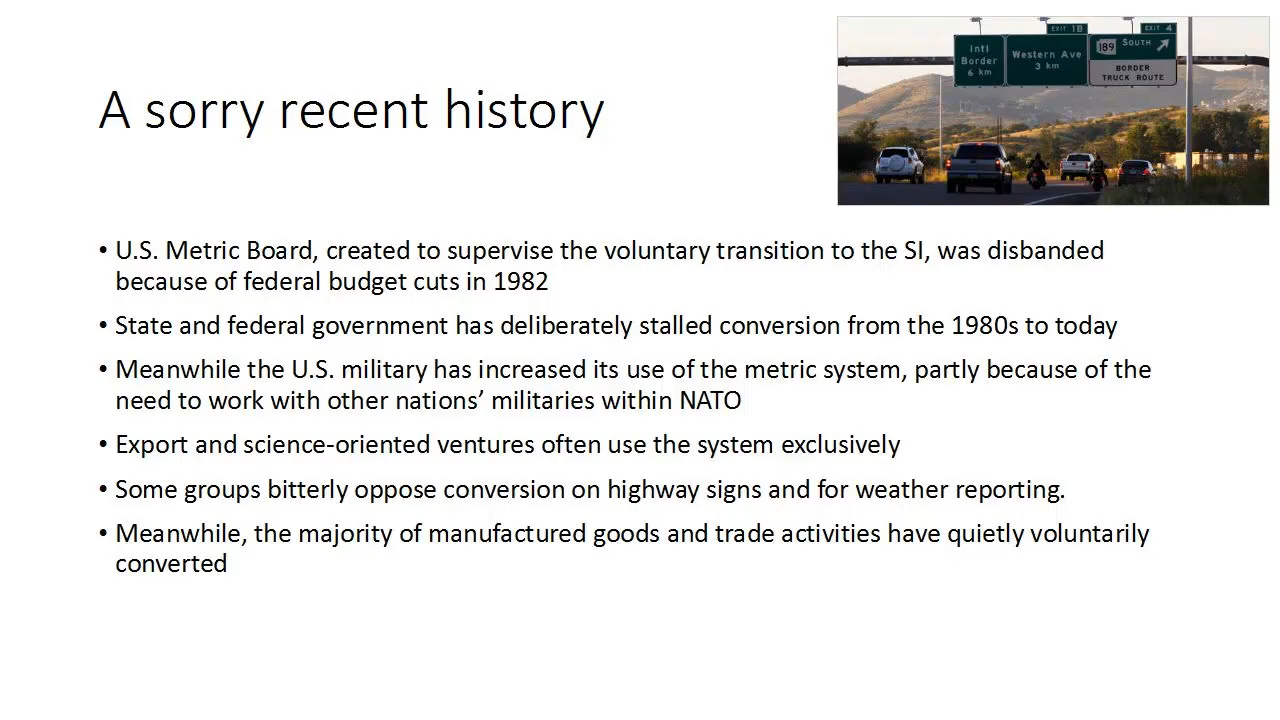 A sorry recent history
EXIT 1B
EXIT 4
Intl
Border
6 km
Western Ave
3 km
189 SOUTH
BORDER
TRUCK ROUTE
• U.S. Metric Board, created to supervise the voluntary transition to the SI, was disbanded
because of federal budget cuts in 1982
• State and federal government has deliberately stalled conversion from the 1980s to today
• Meanwhile the U.S. military has increased its use of the metric system, partly because of the
need to work with other nations’ militaries within NATO
• Export and science-oriented ventures often use the system exclusively
• Some groups bitterly oppose conversion on highway signs and for weather reporting.
• Meanwhile, the majority of manufactured goods and trade activities have quietly voluntarily
converted